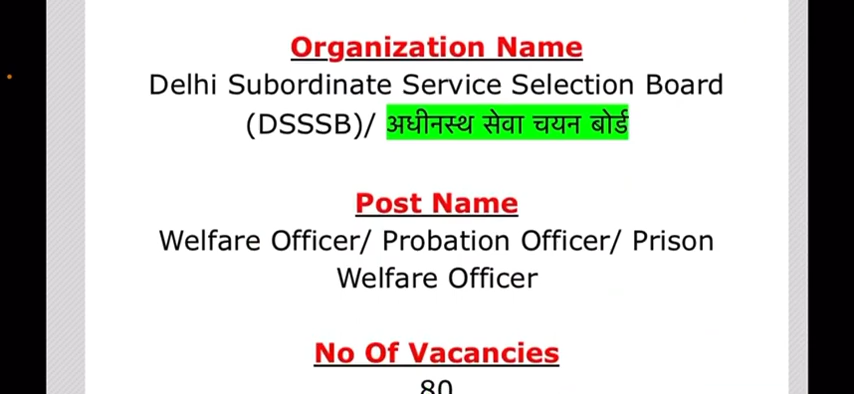 Organization Name
Delhi Subordinate Service Selection Board
(DSSSB)/ अधीनस्थ सेवा चयन बोर्ड
Post Name
Welfare Officer/ Probation Officer/ Prison
Welfare Officer
No Of Vacancies
80